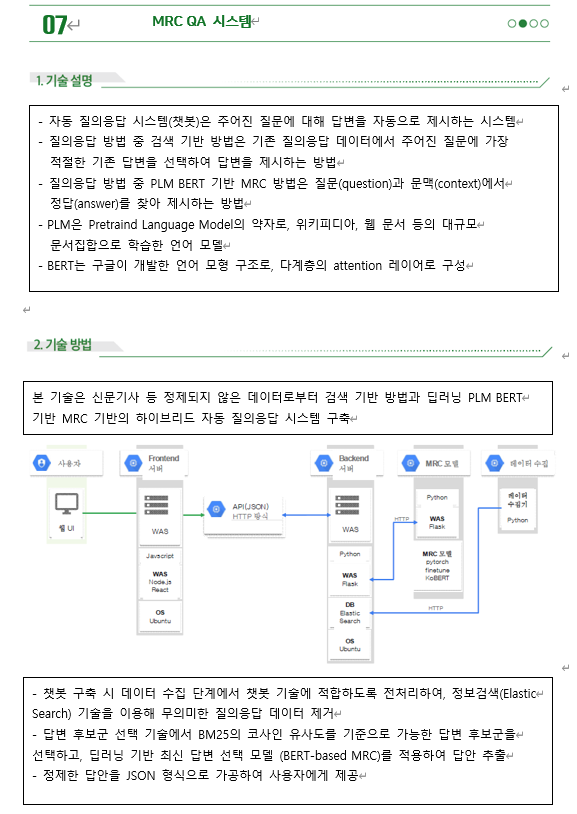 07
MRC QA 시스템
1. 기술 설명
- 자동 질의응답 시스템(챗봇)은 주어진 질문에 대해 답변을 자동으로 제시하는 시스템
- 질의응답 방법 중 검색 기반 방법은 기존 질의응답 데이터에서 주어진 질문에 가장
적절한 기존 답변을 선택하여 답변을 제시하는 방법
- 질의응답 방법 중 PLM BERT 기반 MRC 방법은 질문(question)과 문맥(context)에서
정답(answer)를 찾아 제시하는 방법
- PLM은 Pretraind Language Model의 약자로, 위키피디아, 웹 문서 등의 대규모
문서집합으로 학습한 언어 모델
- BERT는 구글이 개발한 언어 모형 구조로, 다계층의 attention 레이어로 구성
2. 기술 방법
본 기술은 신문기사 등 정제되지 않은 데이터로부터 검색 기반 방법과 딥러닝 PLM BERT
기반 MRC 기반의 하이브리드 자동 질의응답 시스템 구축
사용자
웹 UI
Frontend
서버
WAS
Javascript
WAS
Node.js
React
OS
Ubuntu
API(JSON)
HTTP 방식
Backend
서버
WAS
Python
WAS
Flask
DB
Elastic
Search
OS
Ubuntu
HTTP
MRC 모델
Python
WAS
Flask
MRC 모델
pytorch
finetune
KoBERT
HTTP
데이터 수집
데이터
수집기
Python
- 챗봇 구축 시 데이터 수집 단계에서 챗봇 기술에 적합하도록 전처리하여, 정보검색(Elastic
Search) 기술을 이용해 무의미한 질의응답 데이터 제거
- 답변 후보군 선택 기술에서 BM25의 코사인 유사도를 기준으로 가능한 답변 후보군을
선택하고, 딥러닝 기반 최신 답변 선택 모델 (BERT-based MRC)를 적용하여 답안 추출
- 정제한 답안을 JSON 형식으로 가공하여 사용자에게 제공